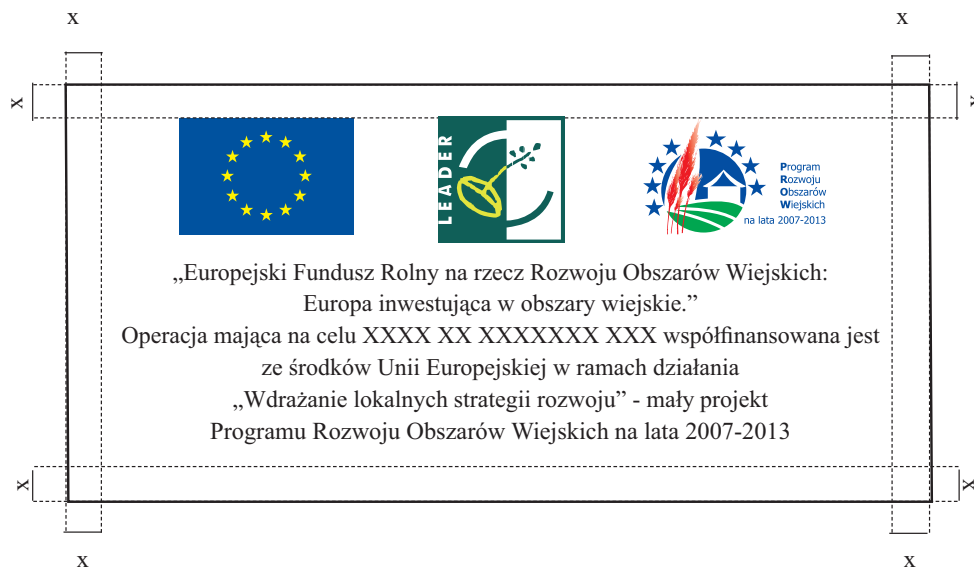 x x
x x
LEADER
Program
Rozwoju
Obszarów
Wiejskich
na lata 2007-2013
„Europejski Fundusz Rolny na rzecz Rozwoju Obszarów Wiejskich:
Europa inwestująca w obszary wiejskie.”
Operacja mająca na celu XXXX XX XXXXXXX XXX współfinansowana jest
ze środków Unii Europejskiej w ramach działania
„Wdrażanie lokalnych strategii rozwoju” - mały projekt
Programu Rozwoju Obszarów Wiejskich na lata 2007-2013
x x
x x